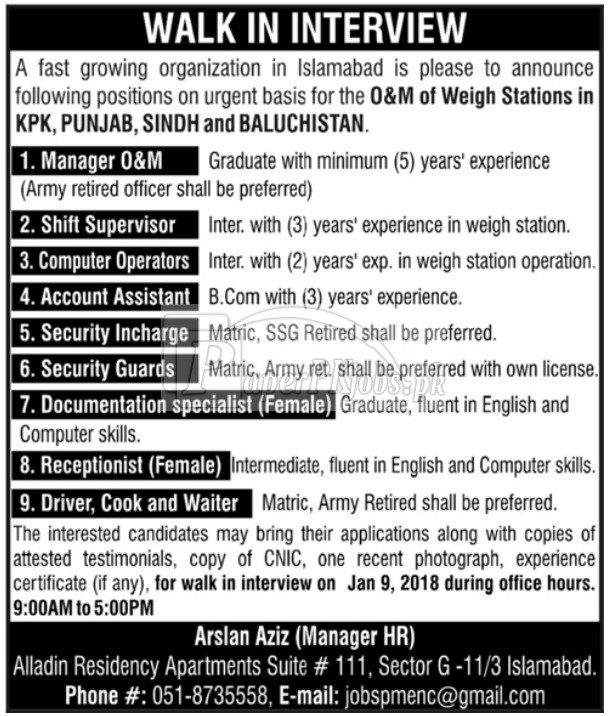 WALK IN INTERVIEW
A fast growing organization in Islamabad is please to announce
following positions on urgent basis for the O&M of Weigh Stations in
KPK, PUNJAB, SINDH and BALUCHISTAN.
1. Manager O&M Graduate with minimum (5) years' experience
(Army retired officer shall be preferred)
2. Shift Supervisor Inter. with (3) years' experience in weigh station.
3. Computer Operators Inter. with (2) years' exp. in weigh station operation.
4. Account Assistant B.Com with (3) years' experience.
5. Security Incharge Matric, SSG Retired shall be preferred.
6. Security Guards Matric, Army ret. shall be preferred with own license.
PaperPkJobs.pk
7. Documentation specialist (Female) Graduate, fluent in English and
Computer skills.
8. Receptionist (Female) Intermediate, fluent in English and Computer skills.
9. Driver, Cook and Waiter Matric, Army Retired shall be preferred.
The interested candidates may bring their applications along with copies of
attested testimonials, copy of CNIC, one recent photograph, experience
certificate (if any), for walk in interview on Jan 9, 2018 during office hours.
9:00AM to 5:00PM
Arslan Aziz (Manager HR)
Alladin Residency Apartments Suite # 111, Sector G -11/3 Islamabad.
Phone #: 051-8735558, E-mail: jobspmenc@gmail.com